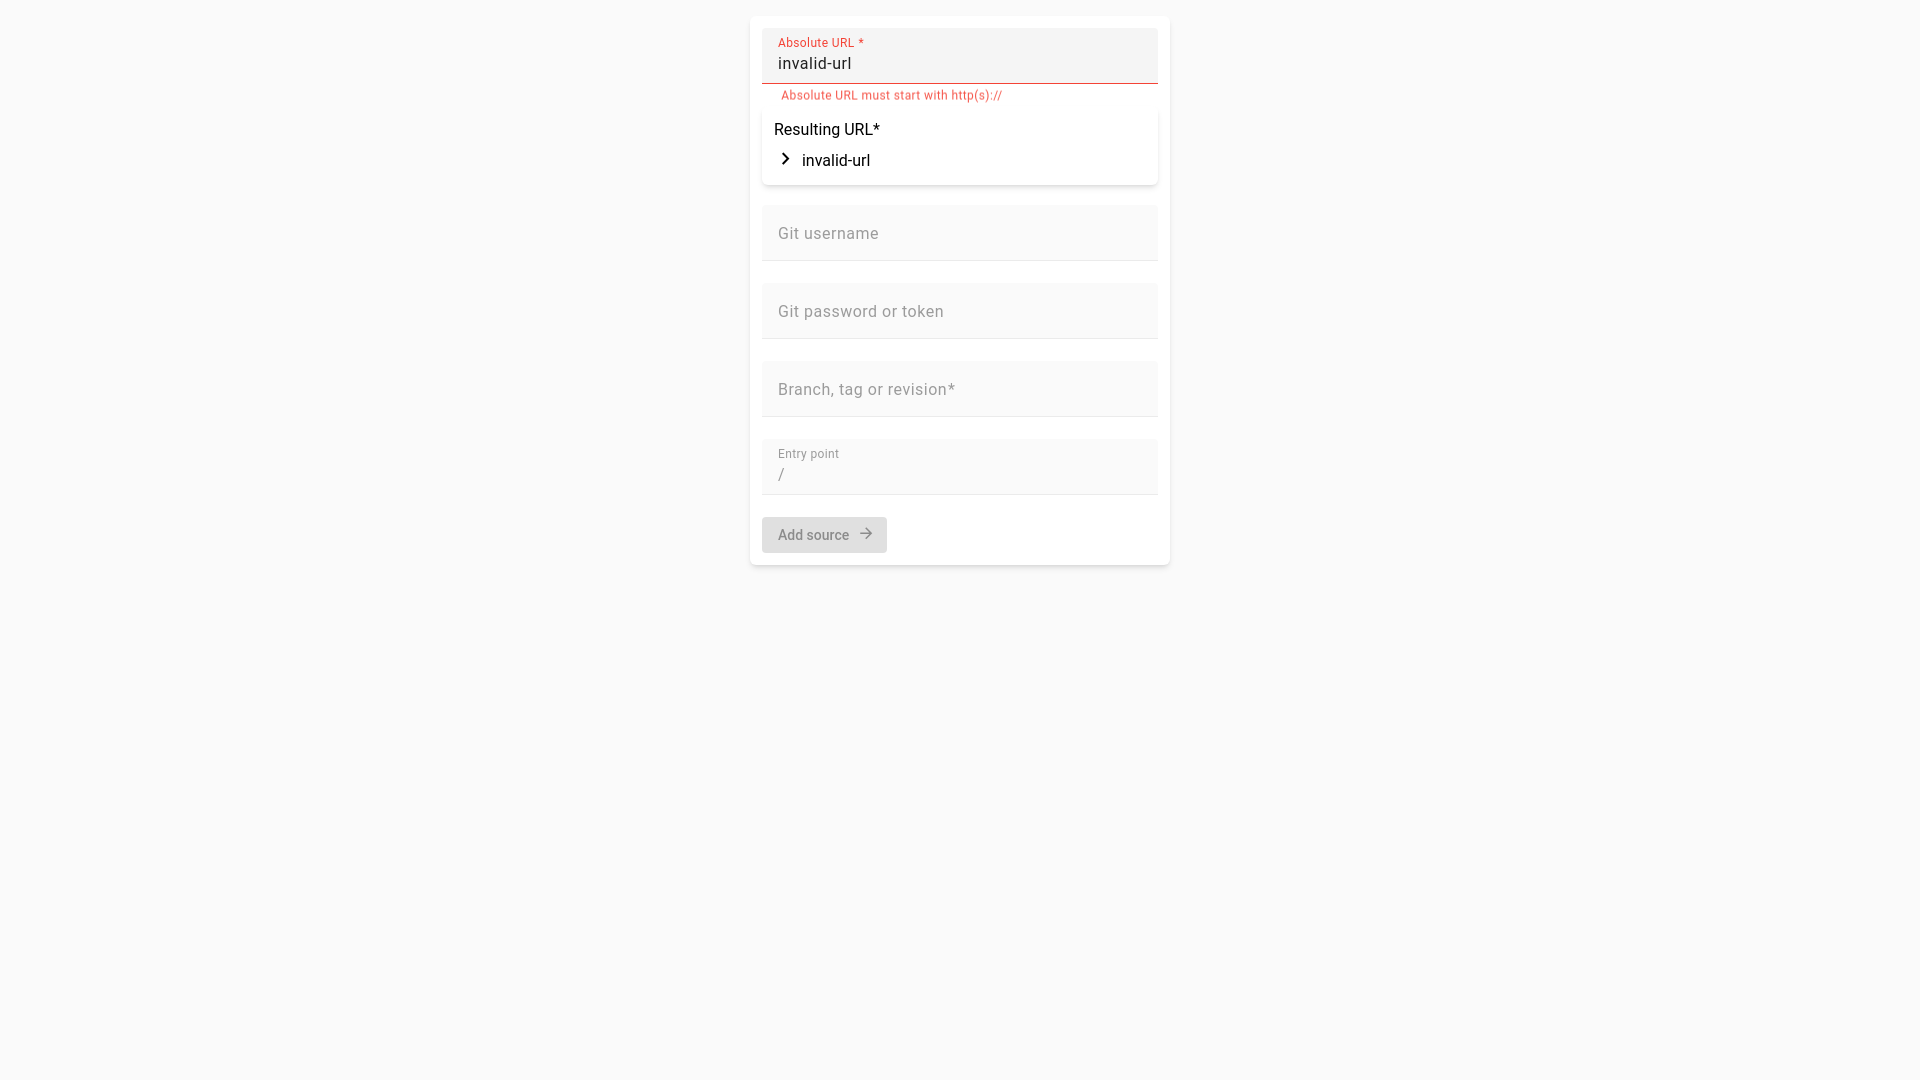 Absolute URL *
invalid-url
Absolute URL must start with http(s)://
Resulting URL*
invalid-url
Git username
Git password or token
Branch, tag or revision*
Entry point
/
Add source